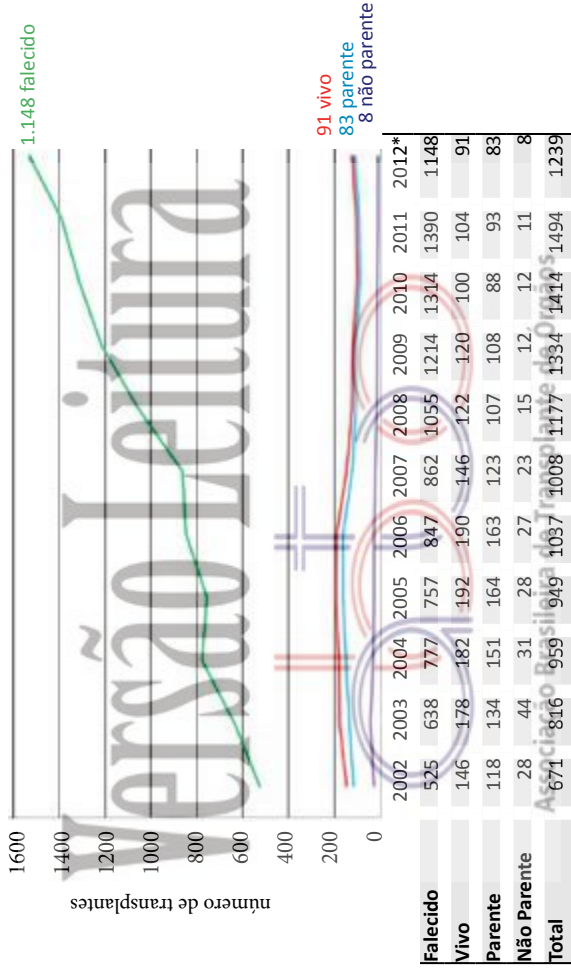 1.148 falecido
91 vivo
83 parente
8 não parente
número de transplantes
1600
1400
1200
1000
800
600
400
200
0
Versão Leitura
2002 2003 2004 2005 2006 2007 2008 2009 2010 2011 2012*
Falecido 525 638 777 757 847 862 1055 1214 1314 1390 1148
Vivo 146 178 182 192 190 146 122 120 100 104 91
Parente 118 134 151 164 163 123 107 108 88 93 83
Não Parente 28 44 31 28 27 23 15 12 12 11 8
Total 671 816 959 949 1037 1008 1177 1334 1414 1494 1239
Associação Brasileira de Transplante de Órgãos